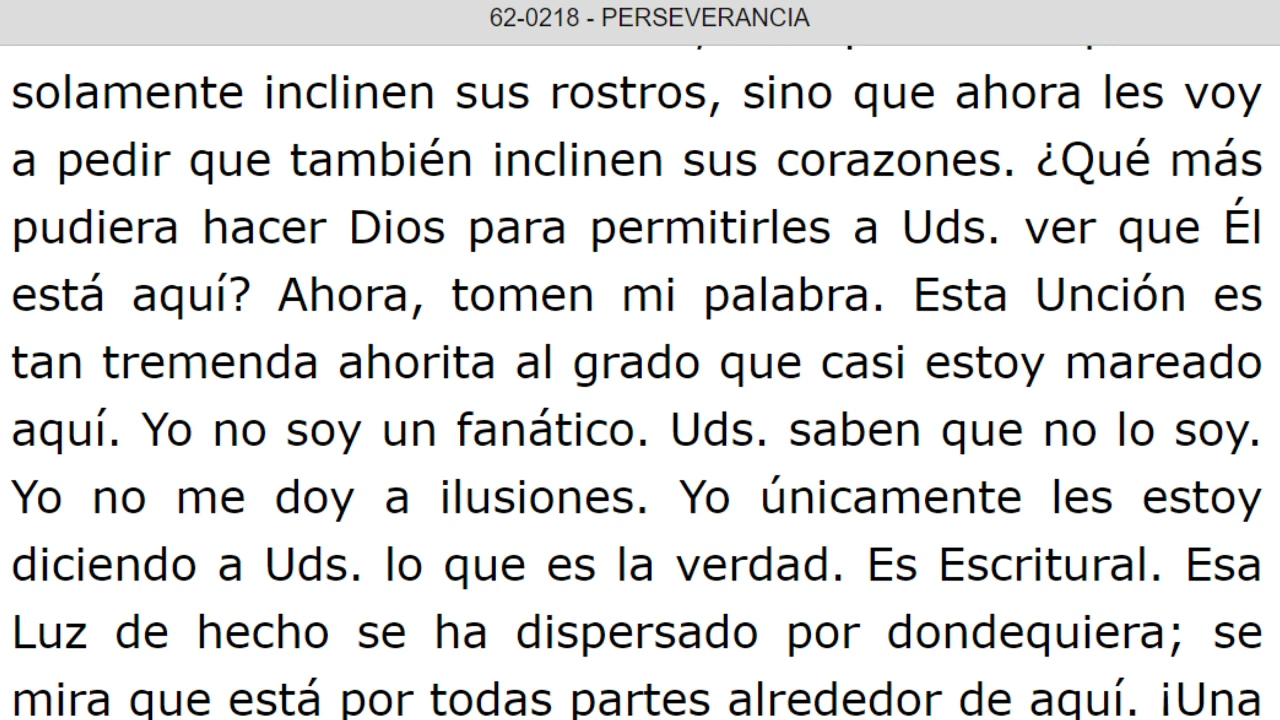 62-0218 - PERSEVERANCIA
solamente inclinen sus rostros, sino que ahora les voy
a pedir que también inclinen sus corazones. ¿Qué más
pudiera hacer Dios para permitirles a Uds. ver que Él
está aquí? Ahora, tomen mi palabra. Esta Unción es
tan tremenda ahorita al grado que casi estoy mareado
aquí. Yo no soy un fanático. Uds. saben que no lo soy.
Yo no me doy a ilusiones. Yo únicamente les estoy
diciendo a Uds. lo que es la verdad. Es Escritural. Esa
Luz de hecho se ha dispersado por dondequiera; se
mira que está por todas partes alrededor de aquí. ¡Una